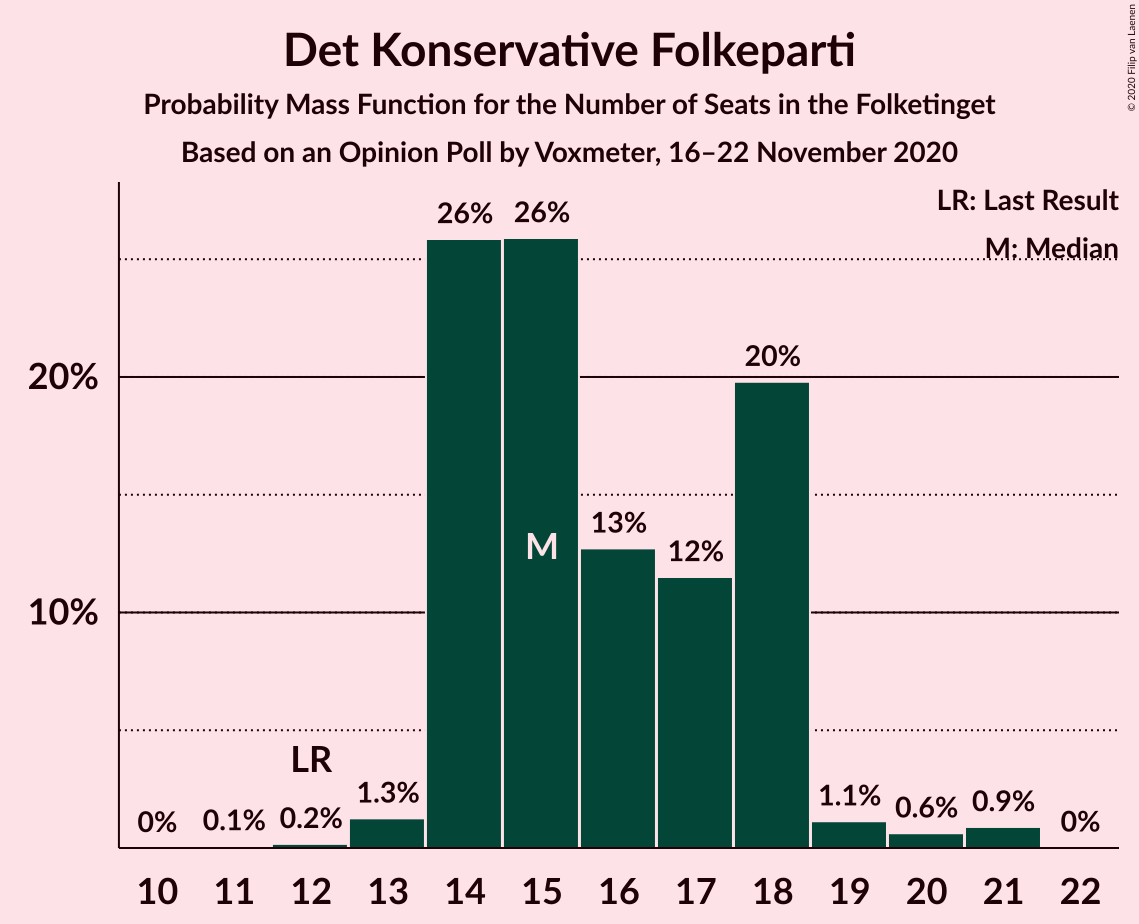 Det Konservative Folkeparti
Probability Mass Function for the Number of Seats in the Folketinget
Based on an Opinion Poll by Voxmeter, 16–22 November 2020
© 2020 Filip van Laenen
LR: Last Result
M: Median
26% 26%
20%
20%
13%
12%
M
10%
LR
0% 0.1% 0.2% 1.3% 1.1% 0.6% 0.9% 0%
10 11 12 13 14 15 16 17 18 19 20 21 22